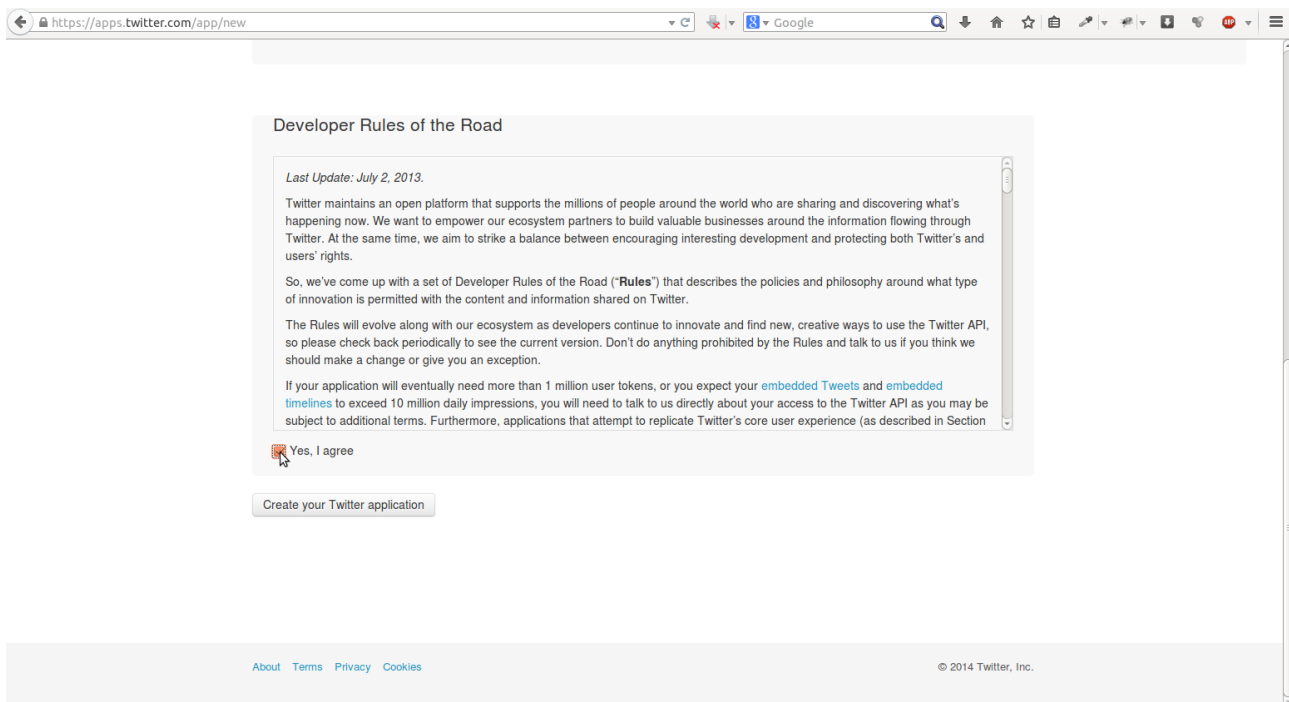 https://apps.twitter.com/app/new
Google
ABP
Developer Rules of the Road
Last Update: July 2, 2013.
Twitter maintains an open platform that supports the millions of people around the world who are sharing and discovering what's
happening now. We want to empower our ecosystem partners to build valuable businesses around the information flowing through
Twitter. At the same time, we aim to strike a balance between encouraging interesting development and protecting both Twitter's and
users' rights.
So, we've come up with a set of Developer Rules of the Road (“Rules”) that describes the policies and philosophy around what type
of innovation is permitted with the content and information shared on Twitter.
The Rules will evolve along with our ecosystem as developers continue to innovate and find new, creative ways to use the Twitter API,
so please check back periodically to see the current version. Don't do anything prohibited by the Rules and talk to us if you think we
should make a change or give you an exception.
If your application will eventually need more than 1 million user tokens, or you expect your embedded Tweets and embedded
timelines to exceed 10 million daily impressions, you will need to talk to us directly about your access to the Twitter API as you may be
subject to additional terms. Furthermore, applications that attempt to replicate Twitter's core user experience (as described in Section
Yes, I agree
Create your Twitter application
About Terms Privacy Cookies
© 2014 Twitter, Inc.